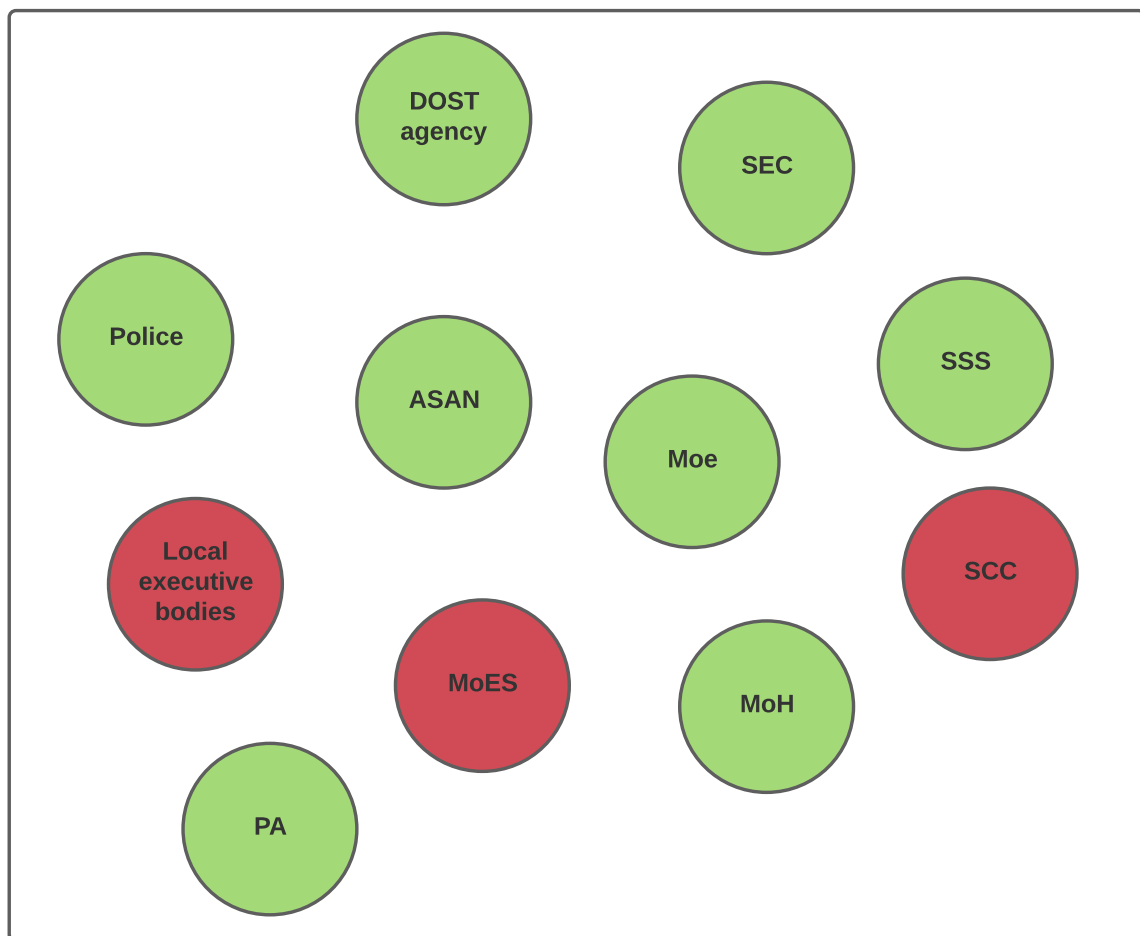 DOST
agency
SEC
Police
SSS
ASAN
Moe
Local
executive
bodies
SCC
MoES
MoH
PA